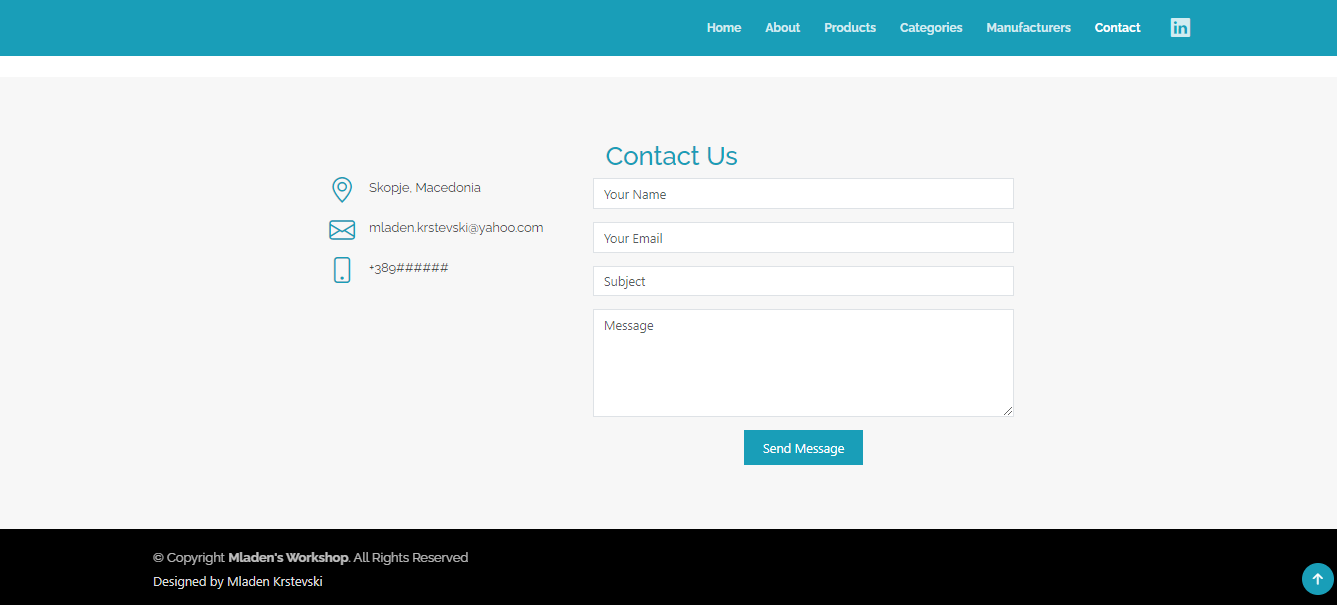 Home About Products Categories Manufacturers Contact in
Contact Us
Skopje, Macedonia
mladen.krstevski@yahoo.com
+389######
Your Name
Your Email
Subject
Message
Send Message
© Copyright Mladen's Workshop. All Rights Reserved
Designed by Mladen Krstevski